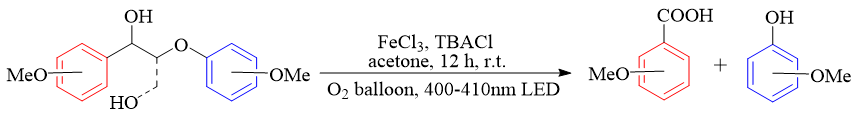 OH
O
MeO
OMe
HO
FeCl3, TBACl
acetone, 12 h, r.t.
O2 balloon, 400-410nm LED
COOH
MeO
+
OH
OMe